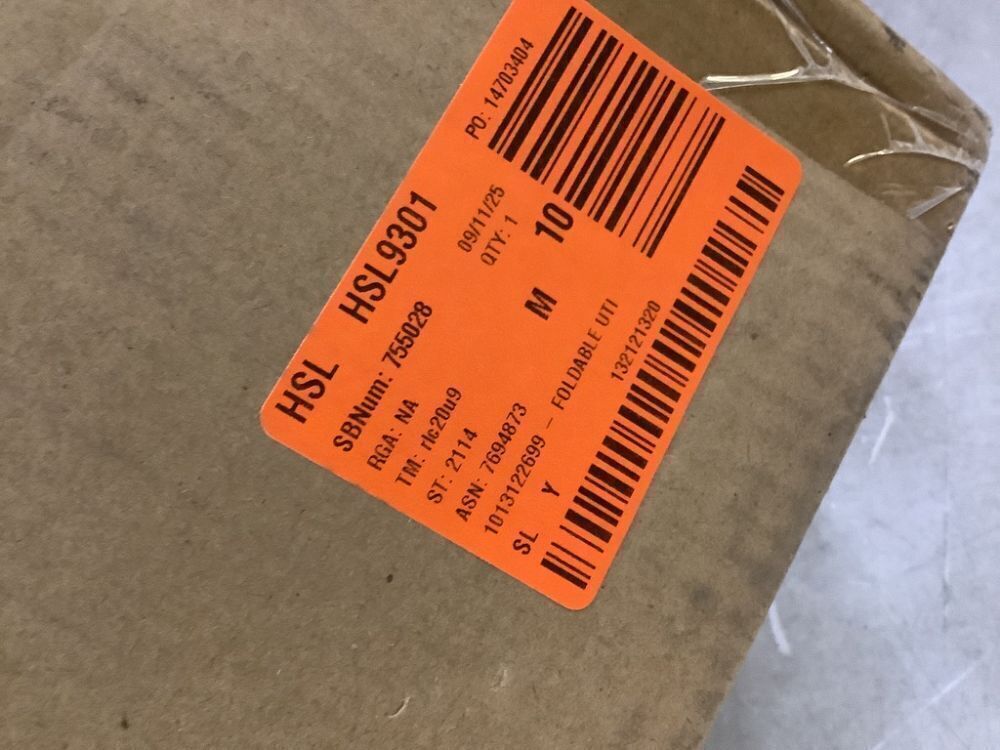 HSL HSL9301 PO: 14703404
SBNum: 755028 09/11/25
RGA: NA QTY: 1
TM: rlc20u9
ST: 2114 M 10
ASN: 7694873
1013122699 - FOLDABLE UTI
SL Y 132121320